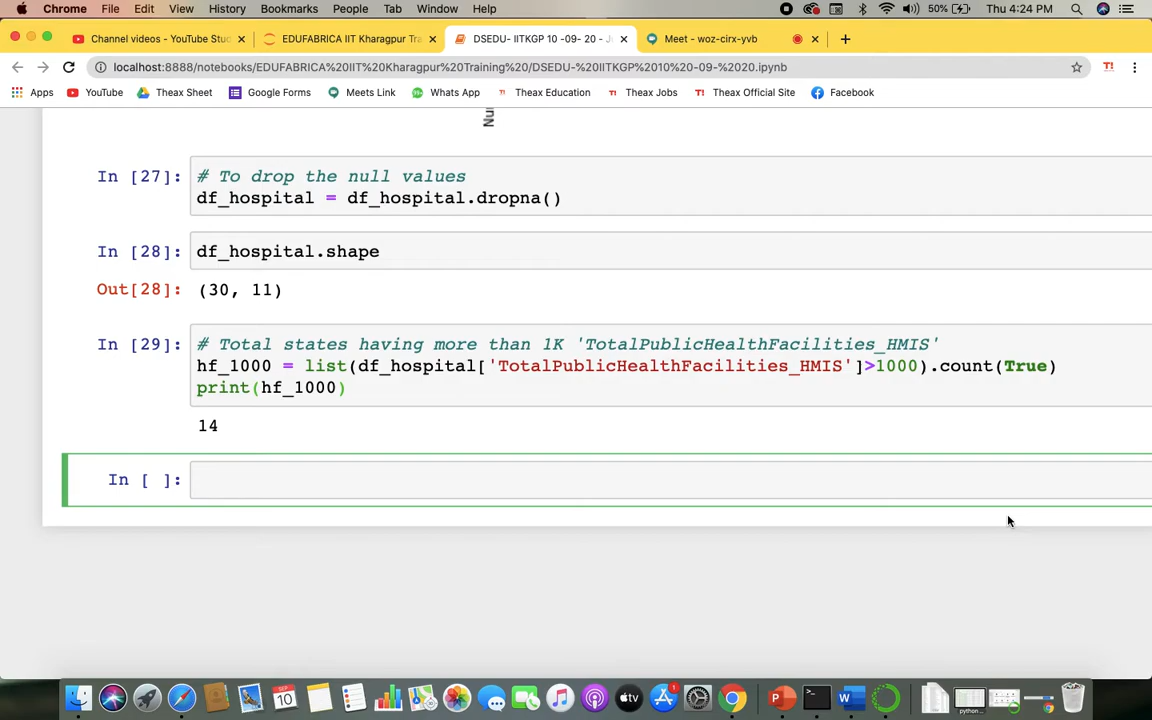 Chrome File Edit View History Bookmarks People Tab Window Help 50% Thu 4:24 PM
Channel videos - YouTube Stu
EDUFABRICA IIT Kharagpur Tra
DSEDU- IITKGP 10 -09- 20 - J
Meet - woz-cirx-yvb
localhost:8888/notebooks/EDUFABRICA%20IIT%20Kharagpur%20Training%20/DSEDU-%20IITKGP%2010%20-09-%2020.ipynb
Apps YouTube Theax Sheet Google Forms Meets Link Whats App Theax Education Theax Jobs Theax Official Site Facebook
Nu
In [27]: # To drop the null values
df_hospital = df_hospital.dropna()
In [28]: df_hospital.shape
Out[28]: (30, 11)
In [29]: # Total states having more than 1K 'TotalPublicHealthFacilities_HMIS'
hf_1000 = list(df_hospital['TotalPublicHealthFacilities_HMIS']>1000).count(True)
print(hf_1000)
14
In [ ]: